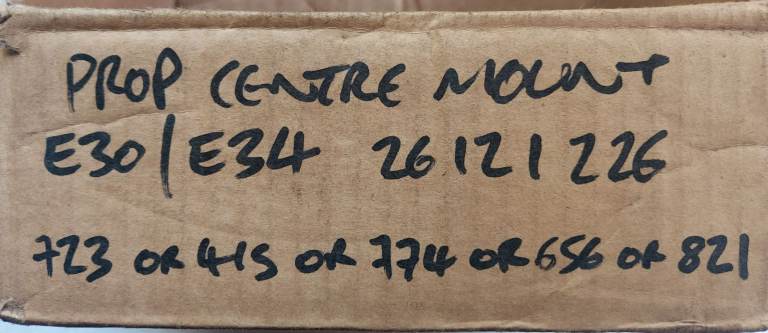 PROP CENTRE MOUNT
E30/E34 26121226
723 OR 415 OR 774 OR 656 OR 821